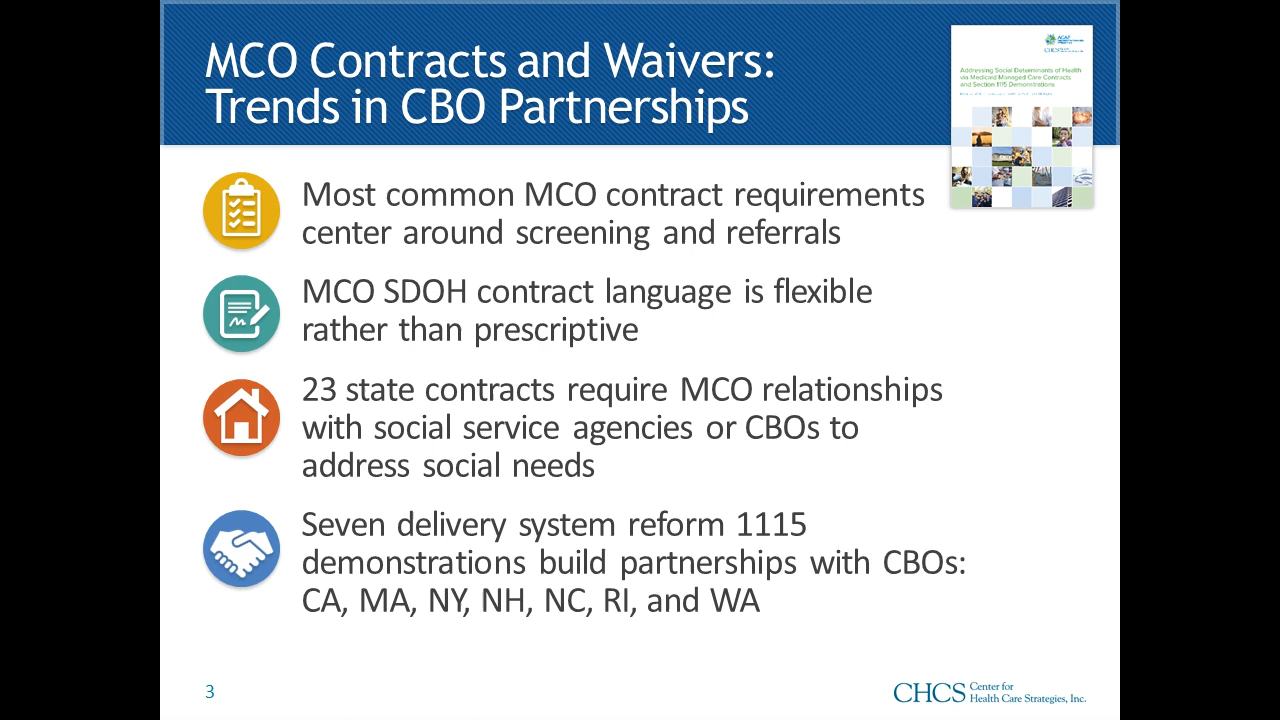 MCO Contracts and Waivers:
Trends in CBO Partnerships
Addressing Social Determinants of Health
via Medicaid Managed Care Contracts
and Section 1115 Demonstrations
Most common MCO contract requirements
center around screening and referrals
MCO SDOH contract language is flexible
rather than prescriptive
23 state contracts require MCO relationships
with social service agencies or CBOs to
address social needs
Seven delivery system reform 1115
demonstrations build partnerships with CBOs:
CA, MA, NY, NH, NC, RI, and WA
3
CHCS Center for
Health Care Strategies, Inc.